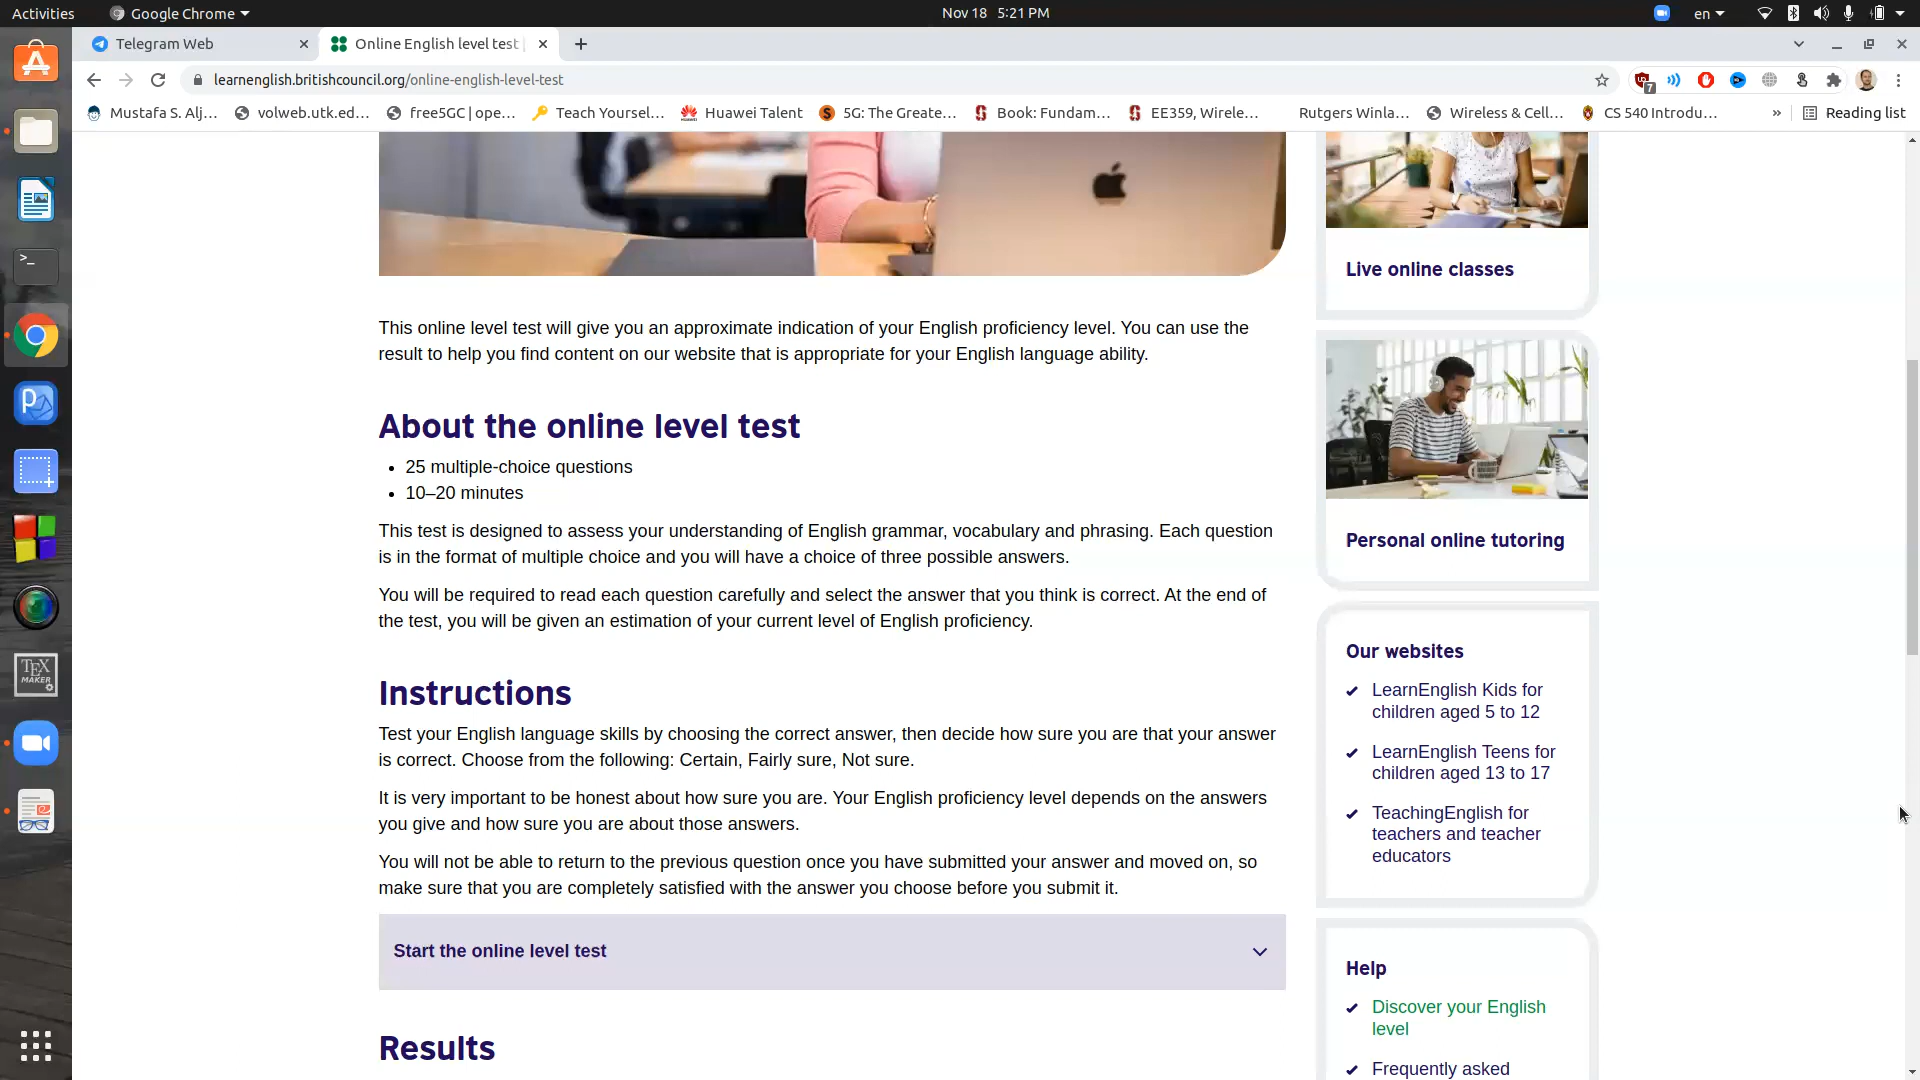 Activities
Google Chrome
Nov 18 5:21 PM
en
Telegram Web
Online English level test |
learnenglish.britishcouncil.org/online-english-level-test
7
Mustafa S. Alj...
volweb.utk.ed...
free5GC | ope...
Teach Yoursel...
Huawei Talent
5G: The Greate...
Book: Fundam...
EE359, Wirele...
Rutgers Winla...
Wireless & Cell...
CS 540 Introdu...
»
Reading list
This online level test will give you an approximate indication of your English proficiency level. You can use the
result to help you find content on our website that is appropriate for your English language ability.
About the online level test
• 25 multiple-choice questions
• 10–20 minutes
This test is designed to assess your understanding of English grammar, vocabulary and phrasing. Each question
is in the format of multiple choice and you will have a choice of three possible answers.
You will be required to read each question carefully and select the answer that you think is correct. At the end of
the test, you will be given an estimation of your current level of English proficiency.
Instructions
Test your English language skills by choosing the correct answer, then decide how sure you are that your answer
is correct. Choose from the following: Certain, Fairly sure, Not sure.
It is very important to be honest about how sure you are. Your English proficiency level depends on the answers
you give and how sure you are about those answers.
You will not be able to return to the previous question once you have submitted your answer and moved on, so
make sure that you are completely satisfied with the answer you choose before you submit it.
Start the online level test
Results
Live online classes
Personal online tutoring
Our websites
LearnEnglish Kids for
children aged 5 to 12
LearnEnglish Teens for
children aged 13 to 17
TeachingEnglish for
teachers and teacher
educators
Help
Discover your English
level
Frequently asked
TEX
MAKER